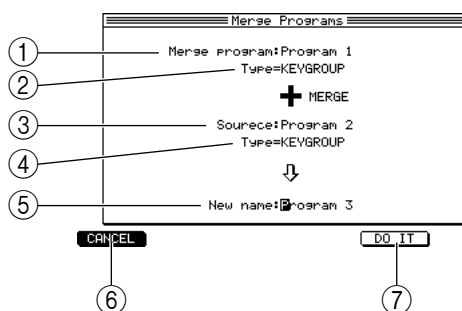 Merge Programs
① Merge program:Program 1
② Type=KEYGROUP
MERGE
③ Sourece:Program 2
④ Type=KEYGROUP
⑤ New name:Program 3
CANCEL DO IT
⑥ ⑦